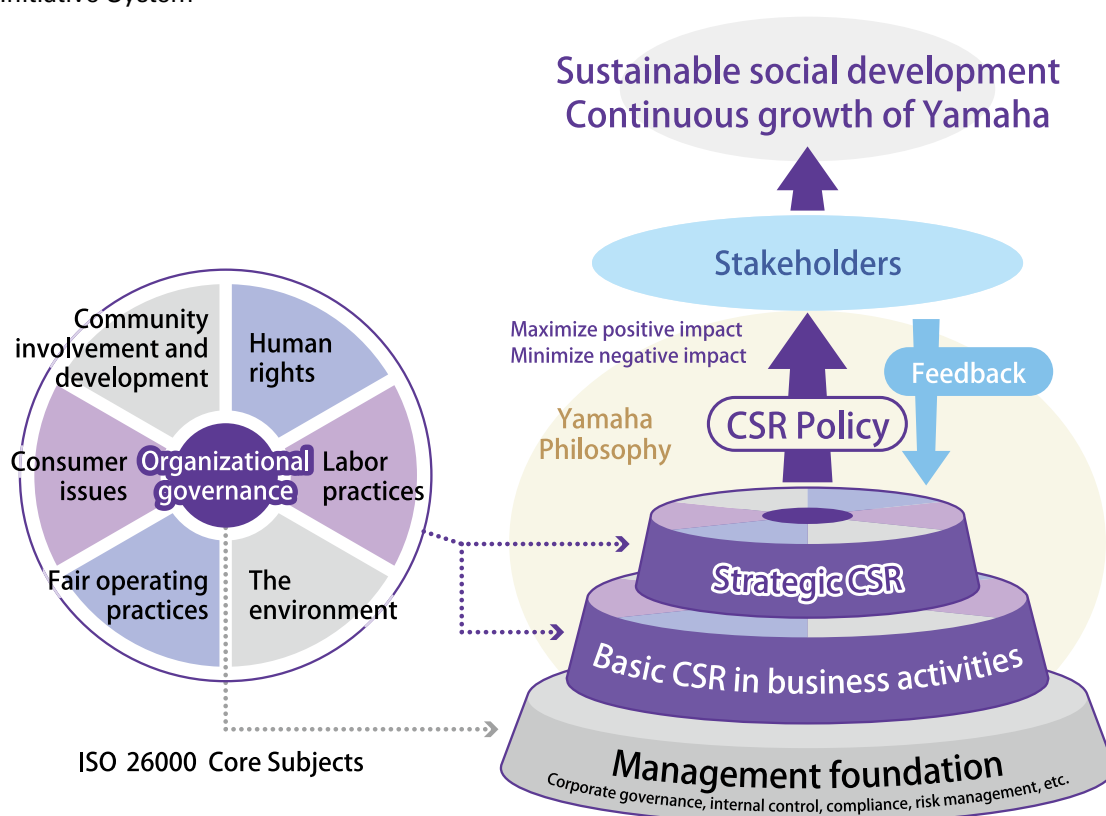 Initiative System
Sustainable social development
Continuous growth of Yamaha
Stakeholders
Maximize positive impact
Minimize negative impact
Feedback
Yamaha
Philosophy
CSR Policy
Strategic CSR
Basic CSR in business activities
Management foundation
Corporate governance, internal control, compliance, risk management, etc.
Community
involvement and
development
Human
rights
Consumer
issues
Organizational
governance
Labor
practices
Fair operating
practices
The
environment
ISO 26000 Core Subjects